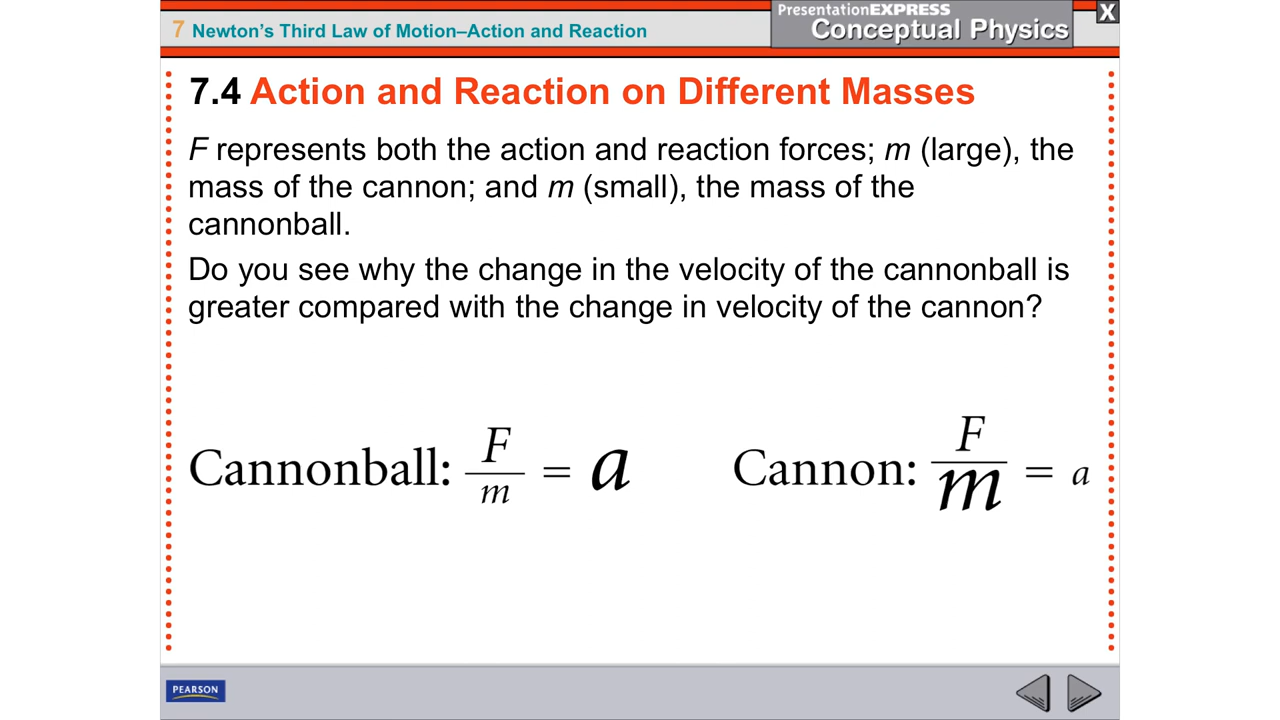 PresentationEXPRESS
Conceptual Physics
X
7 Newton's Third Law of Motion–Action and Reaction
7.4 Action and Reaction on Different Masses
F represents both the action and reaction forces; m (large), the
mass of the cannon; and m (small), the mass of the
cannonball.
Do you see why the change in the velocity of the cannonball is
greater compared with the change in velocity of the cannon?
Cannonball: F/m = a
Cannon: F/m = a
PEARSON